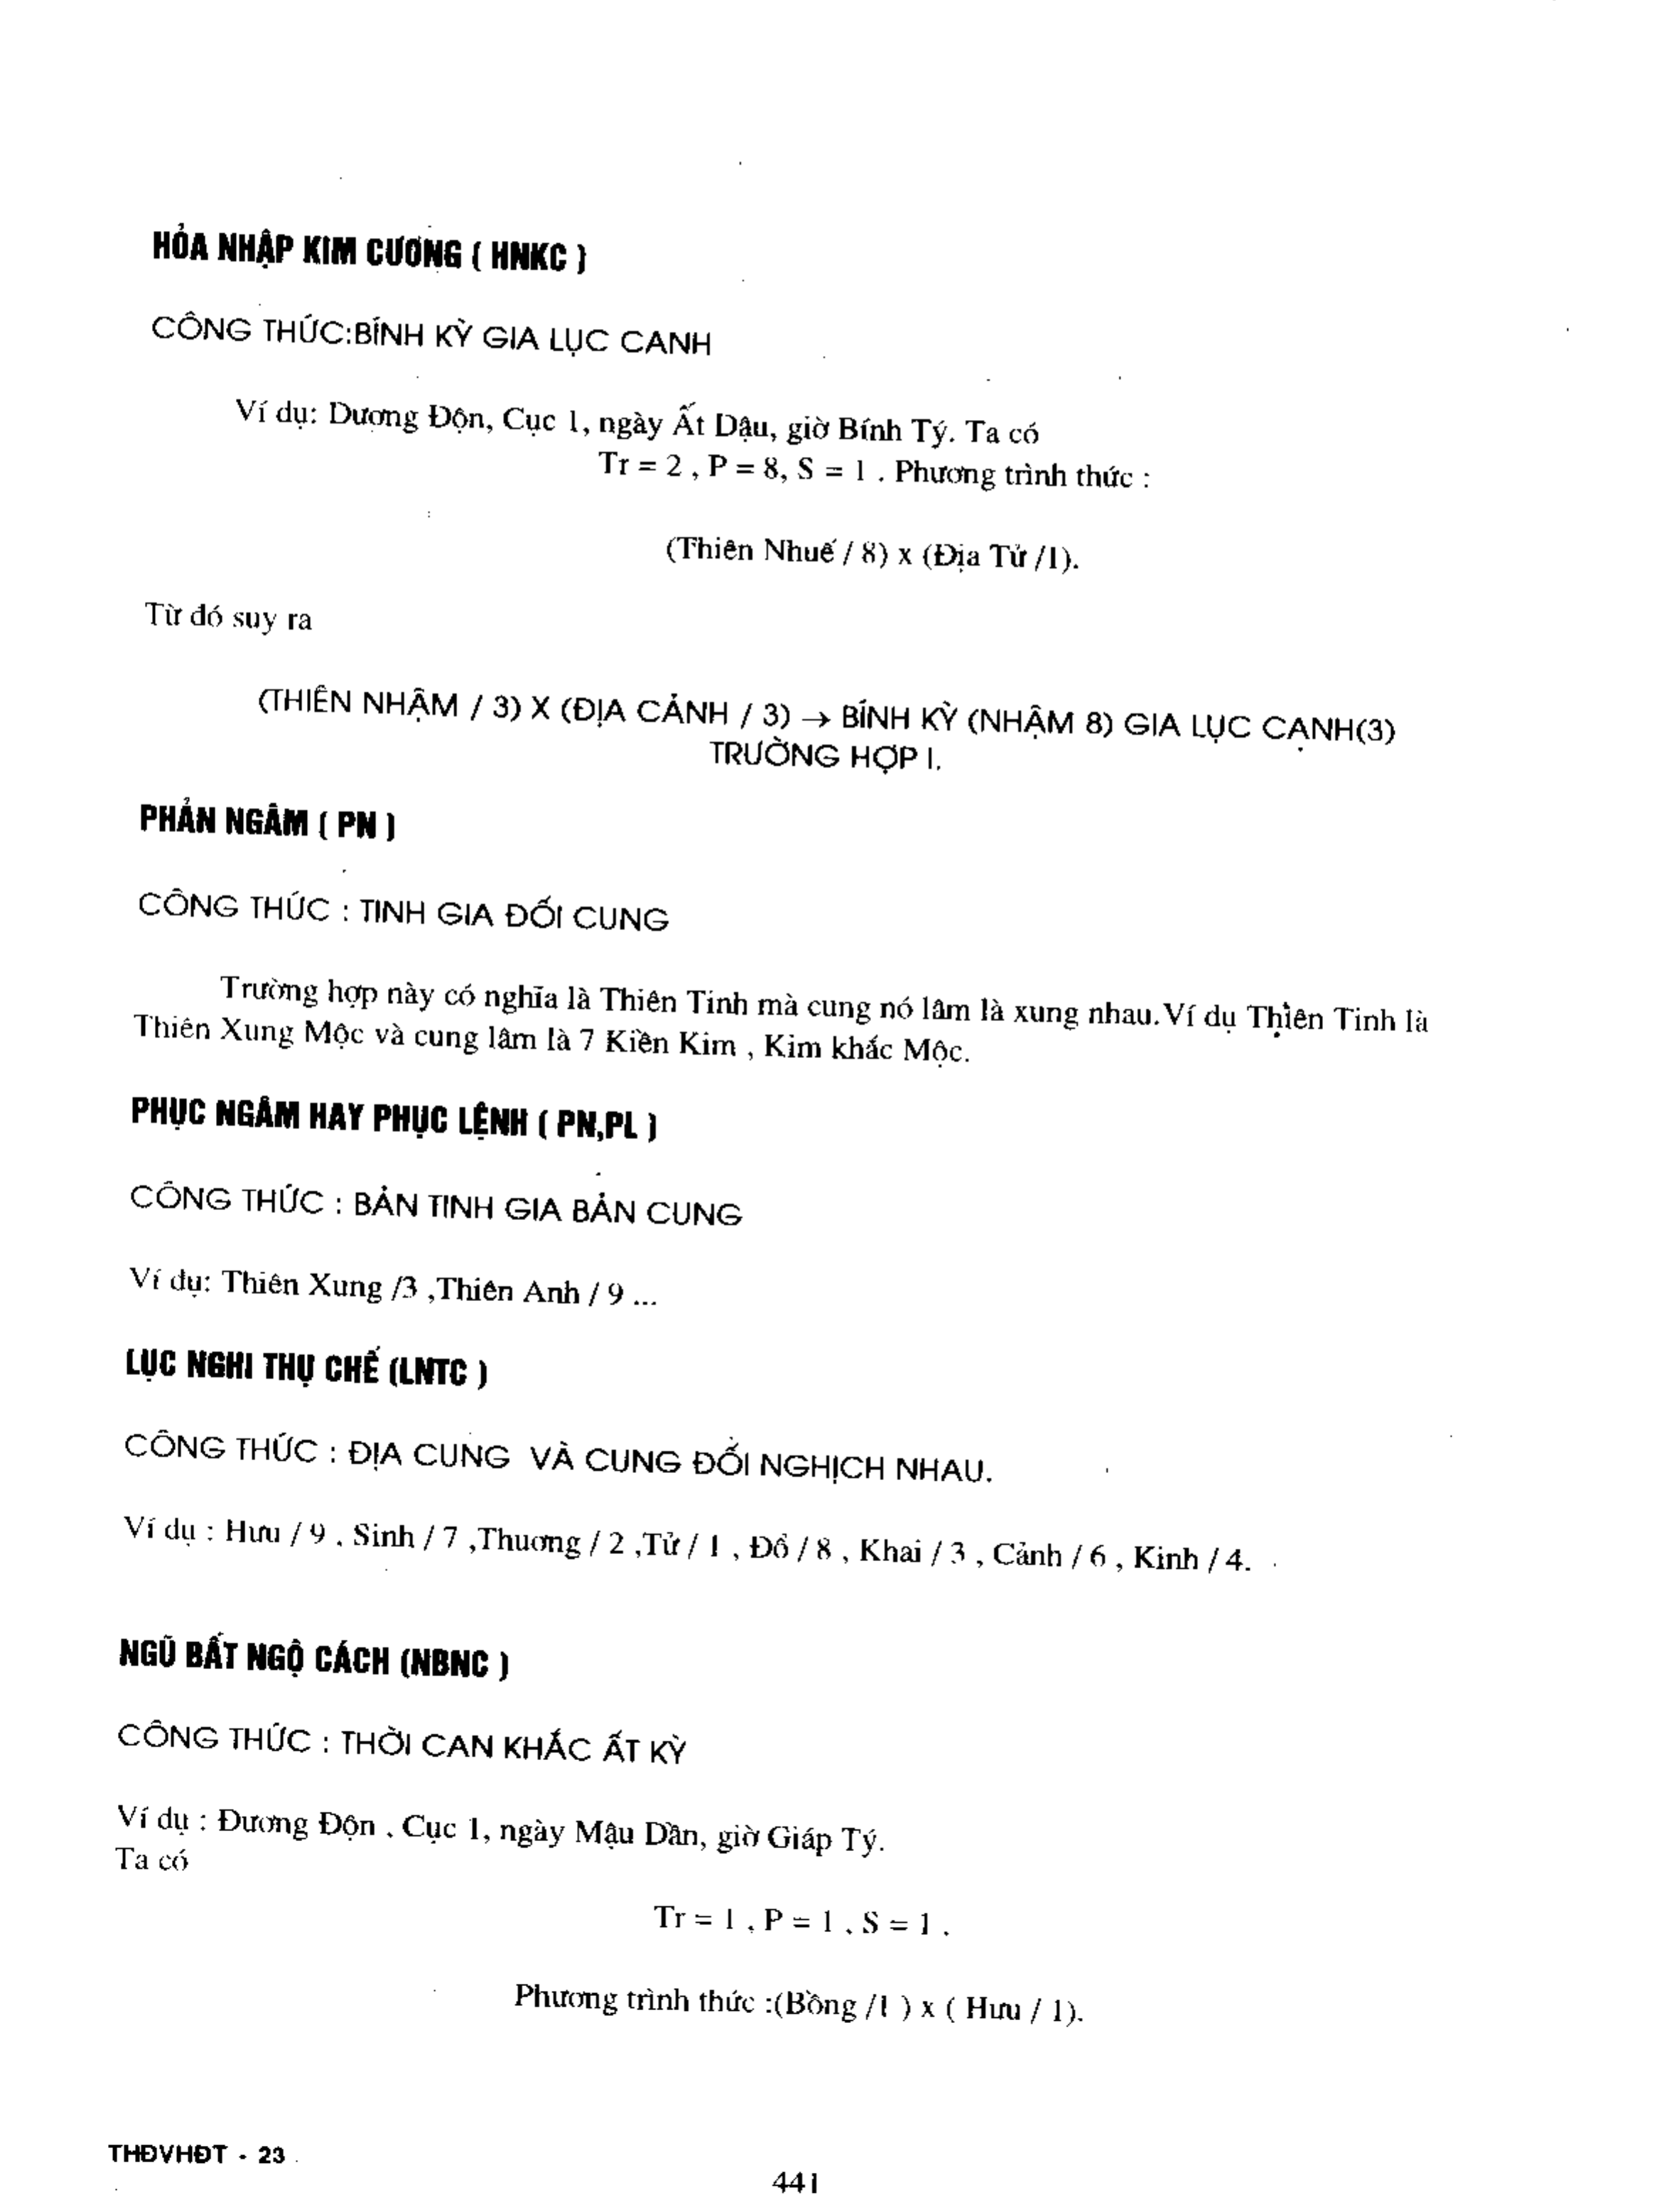 HỎA NHẬP KIM CƯƠNG ( HNKC )
CÔNG THỨC:BÍNH KỲ GIA LỤC CANH
Ví dụ: Dương Độn, Cục 1, ngày Ất Dậu, giờ Bính Tý. Ta có
Tr = 2 , P = 8, S = 1 . Phương trình thức :
(Thiên Nhuế / 8) x (Địa Tử /1).
Từ đó suy ra
(THIÊN NHẬM / 3) X (ĐỊA CẢNH / 3) → BÍNH KỲ (NHẬM 8) GIA LỤC CANH(3)
TRƯỜNG HỢP I.
PHẢN NGÂM ( PN )
CÔNG THỨC : TINH GIA ĐỐI CUNG
Trường hợp này có nghĩa là Thiên Tinh mà cung nó lâm là xung nhau.Ví dụ Thiên Tinh là
Thiên Xung Mộc và cung lâm là 7 Kiền Kim , Kim khắc Mộc.
PHỤC NGÂM HAY PHỤC LỆNH ( PN,PL )
CÔNG THỨC : BẢN TINH GIA BẢN CUNG
Ví dụ: Thiên Xung /3 ,Thiên Anh / 9 ...
LỤC NGHI THỤ CHẾ (LNTC )
CÔNG THỨC : ĐỊA CUNG VÀ CUNG ĐỐI NGHỊCH NHAU.
Ví dụ : Hưu / 9 , Sinh / 7 ,Thuơng / 2 ,Tử / 1 , Đỗ / 8 , Khai / 3 , Cảnh / 6 , Kinh / 4.
NGŨ BẤT NGỘ CÁCH (NBNC )
CÔNG THỨC : THỜI CAN KHẮC ẤT KỲ
Ví dụ : Đương Độn , Cục 1, ngày Mậu Dần, giờ Giáp Tý.
Ta có
Tr = 1 , P = 1 , S = 1 .
Phương trình thức :(Bồng /1 ) x ( Hưu / 1).
THĐVHĐT - 23
441